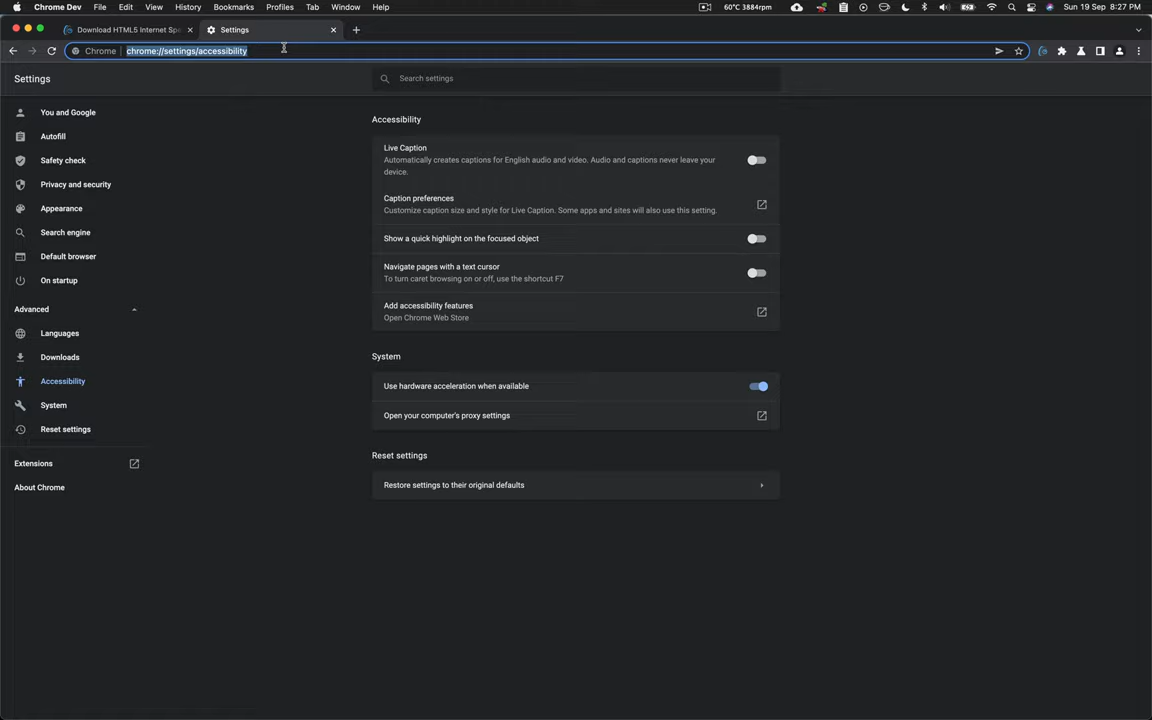 Chrome Dev File Edit View History Bookmarks Profiles Tab Window Help 60°C 3884rpm Sun 19 Sep 8:27 PM
Download HTML5 Internet Spe Settings
Chrome chrome://settings/accessibility
Settings
Search settings
You and Google
Autofill
Safety check
Privacy and security
Appearance
Search engine
Default browser
On startup
Advanced
Languages
Downloads
Accessibility
System
Reset settings
Extensions
About Chrome
Accessibility
Live Caption
Automatically creates captions for English audio and video. Audio and captions never leave your
device.
Caption preferences
Customize caption size and style for Live Caption. Some apps and sites will also use this setting.
Show a quick highlight on the focused object
Navigate pages with a text cursor
To turn caret browsing on or off, use the shortcut F7
Add accessibility features
Open Chrome Web Store
System
Use hardware acceleration when available
Open your computer's proxy settings
Reset settings
Restore settings to their original defaults